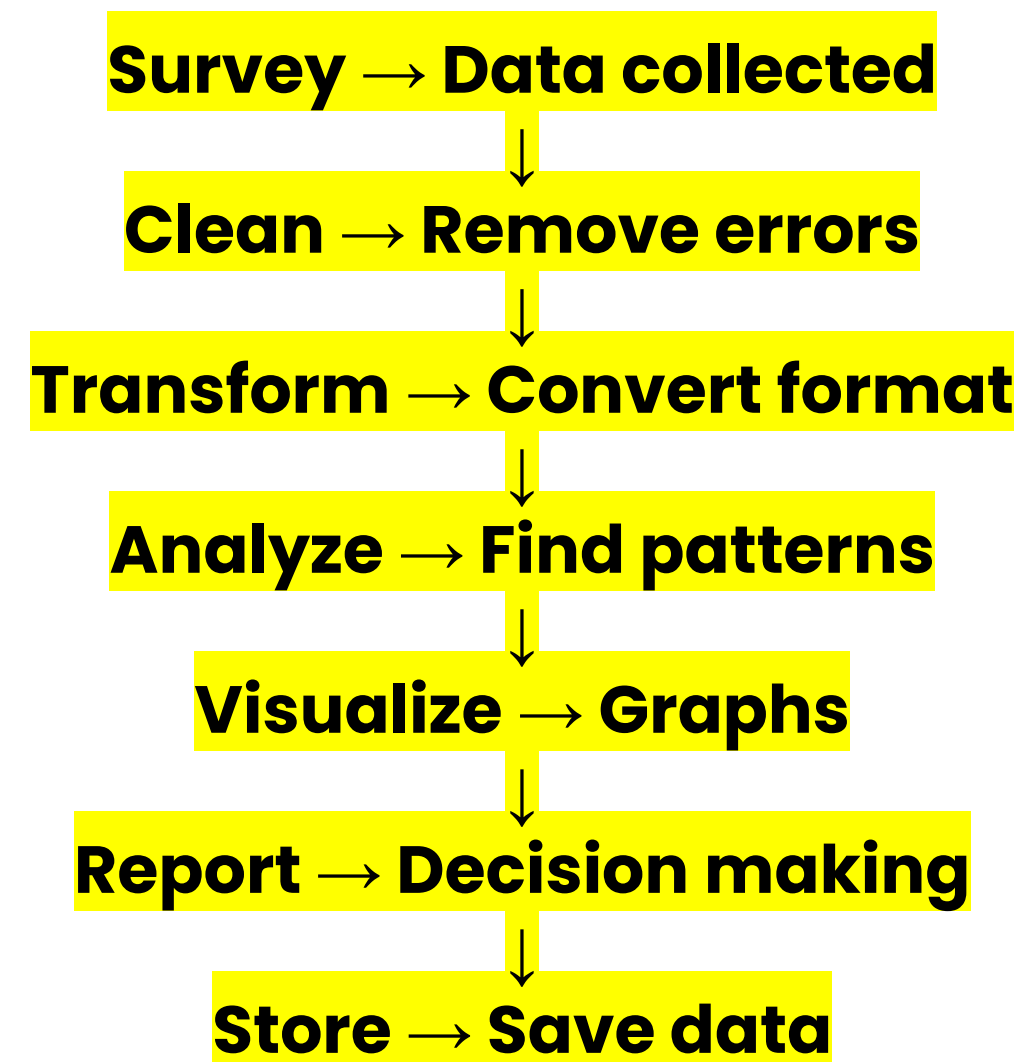 Survey → Data collected
↓
Clean → Remove errors
↓
Transform → Convert format
↓
Analyze → Find patterns
↓
Visualize → Graphs
↓
Report → Decision making
↓
Store → Save data